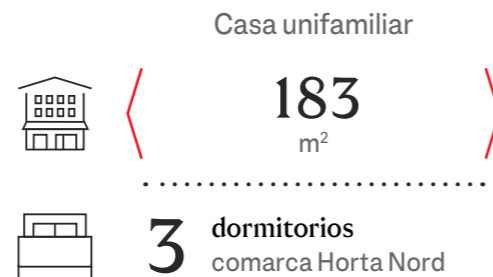 Casa unifamiliar
183
m²
3 dormitorios
comarca Horta Nord